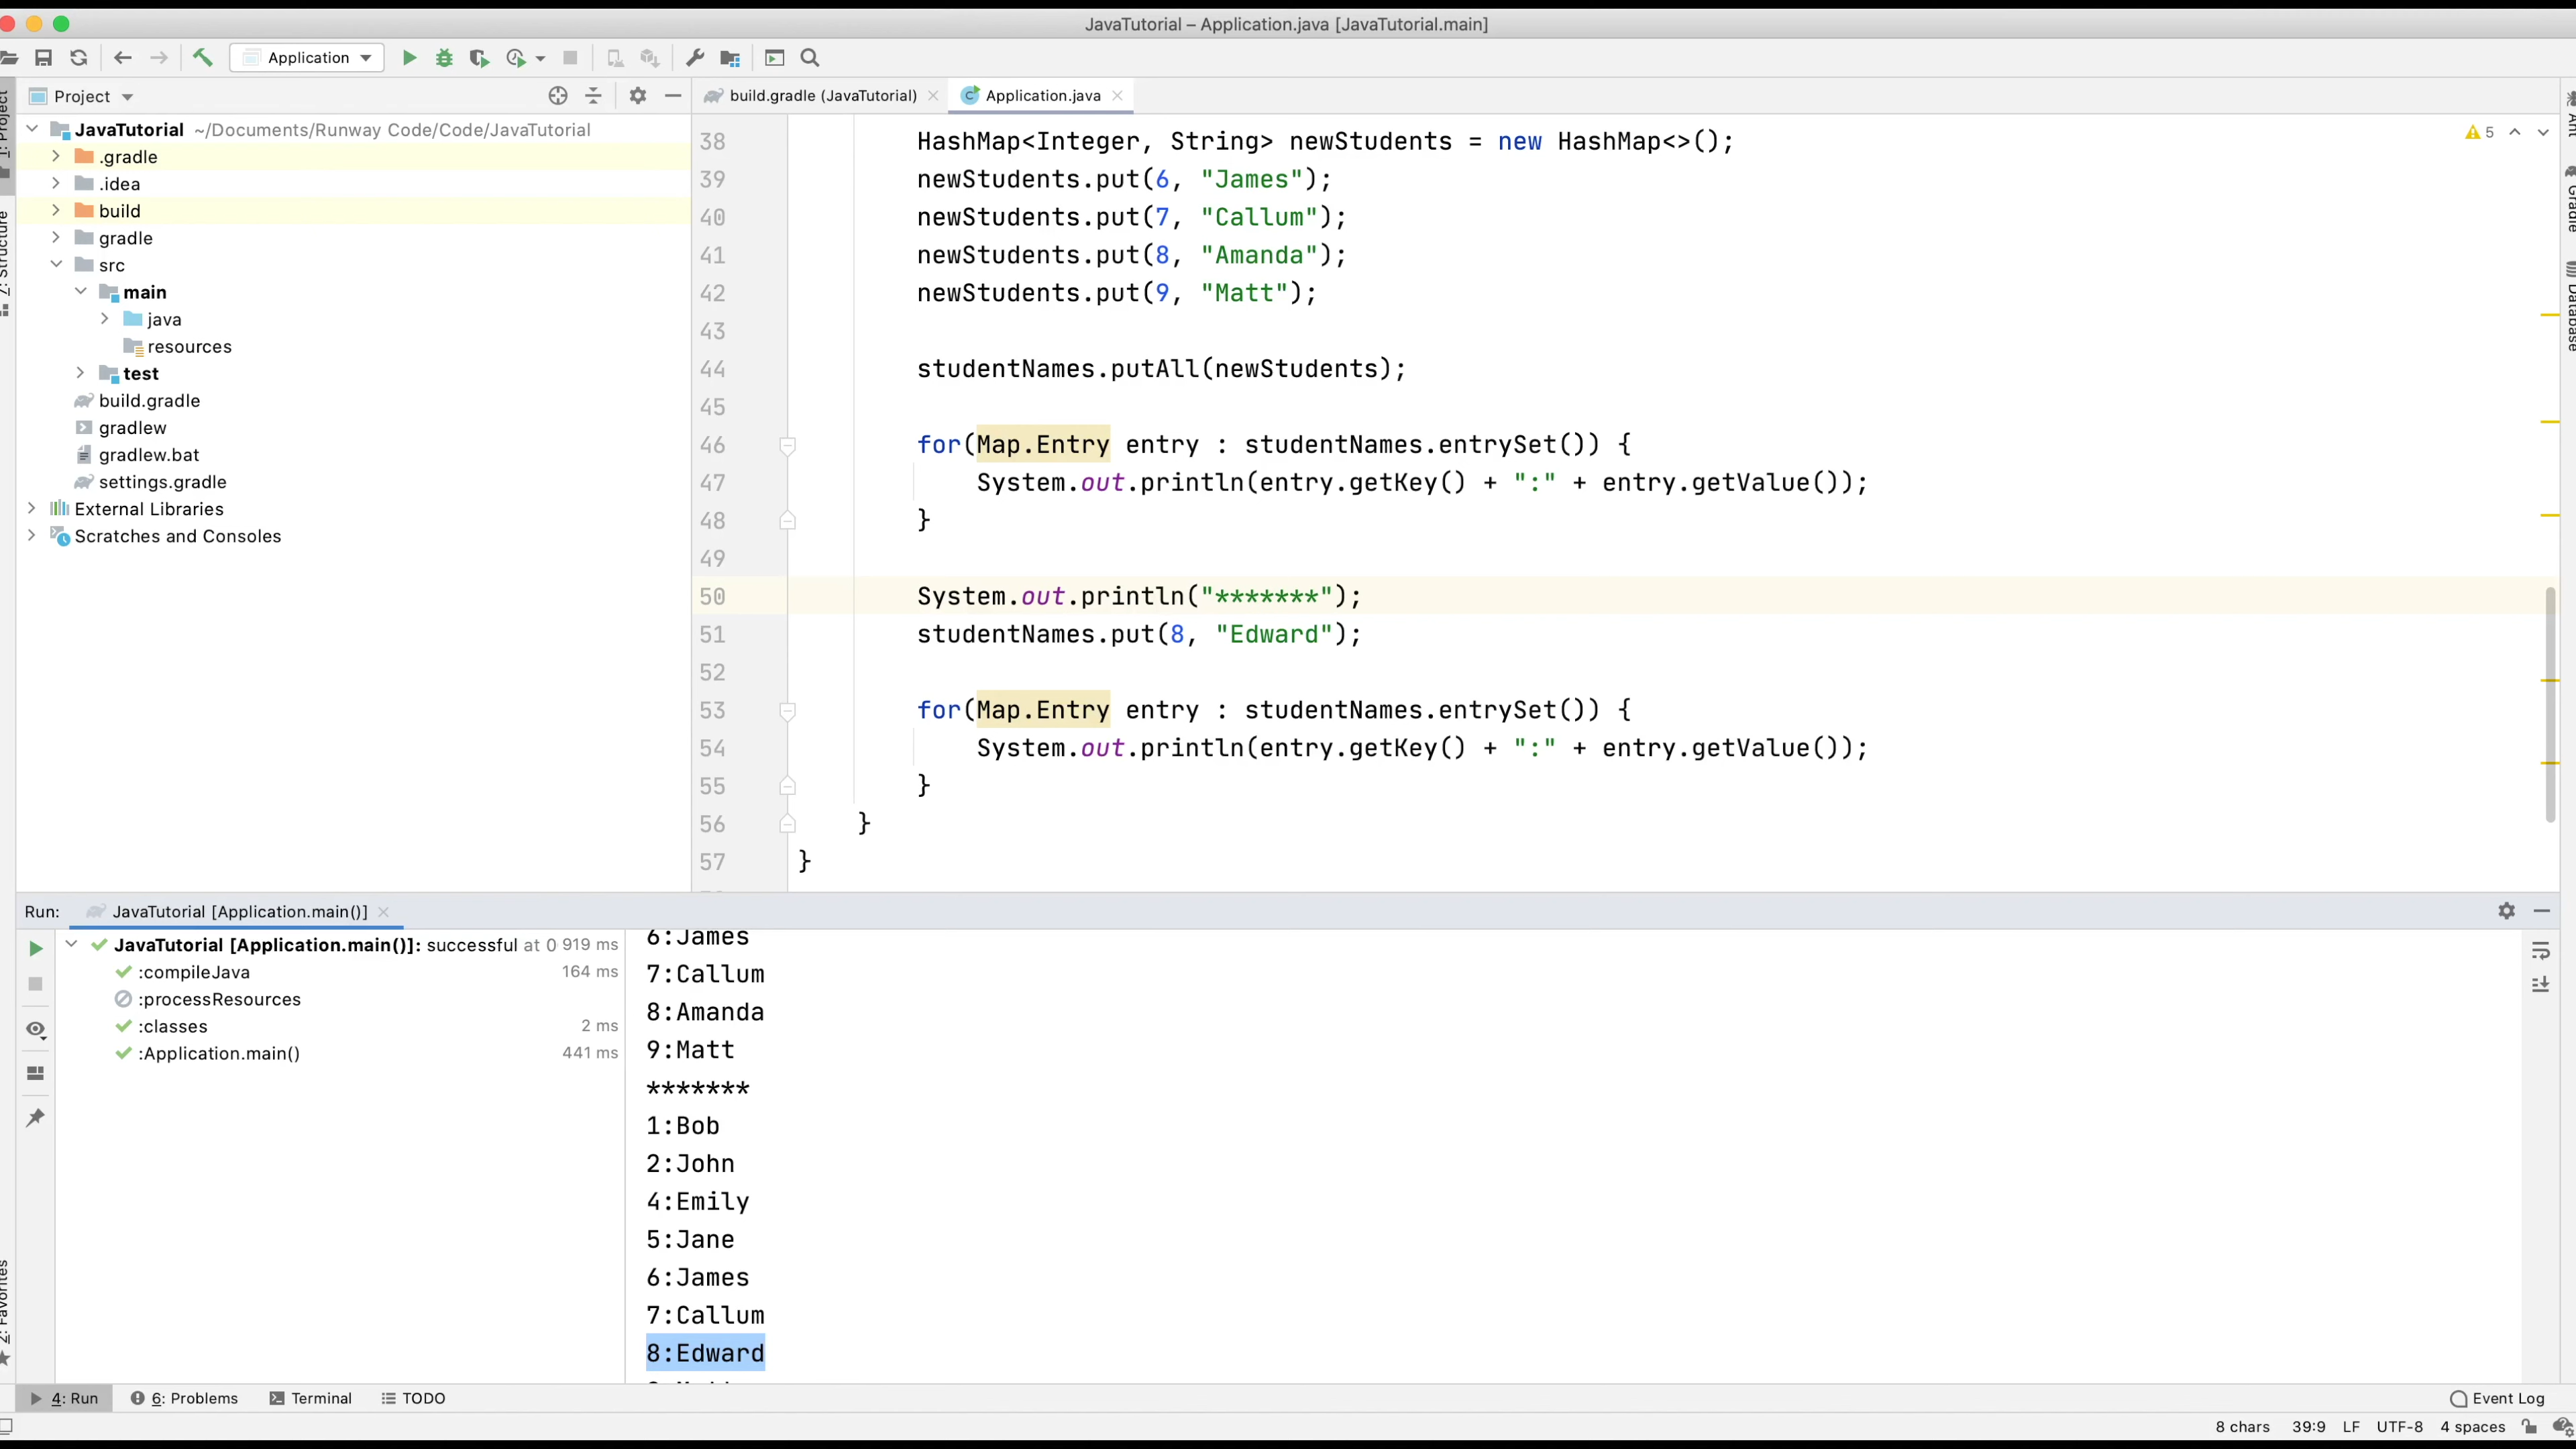 JavaTutorial – Application.java [JavaTutorial.main]
Application
Project
build.gradle (JavaTutorial)
Application.java
1: Project
Z: Structure
2: Favorites
JavaTutorial ~/Documents/Runway Code/Code/JavaTutorial
.gradle
.idea
build
gradle
src
main
java
resources
test
build.gradle
gradlew
gradlew.bat
settings.gradle
External Libraries
Scratches and Consoles
38 HashMap<Integer, String> newStudents = new HashMap<>();
39 newStudents.put(6, "James");
40 newStudents.put(7, "Callum");
41 newStudents.put(8, "Amanda");
42 newStudents.put(9, "Matt");
43
44 studentNames.putAll(newStudents);
45
46 for(Map.Entry entry : studentNames.entrySet()) {
47 System.out.println(entry.getKey() + ":" + entry.getValue());
48 }
49
50 System.out.println("*******");
51 studentNames.put(8, "Edward");
52
53 for(Map.Entry entry : studentNames.entrySet()) {
54 System.out.println(entry.getKey() + ":" + entry.getValue());
55 }
56 }
57 }
5
Ant
Gradle
Database
Run: JavaTutorial [Application.main()]
JavaTutorial [Application.main()]: successful at 0 919 ms
:compileJava 164 ms
:processResources
:classes 2 ms
:Application.main() 441 ms
6:James
7:Callum
8:Amanda
9:Matt
*******
1:Bob
2:John
4:Emily
5:Jane
6:James
7:Callum
8:Edward
4: Run 6: Problems Terminal TODO
Event Log
8 chars 39:9 LF UTF-8 4 spaces